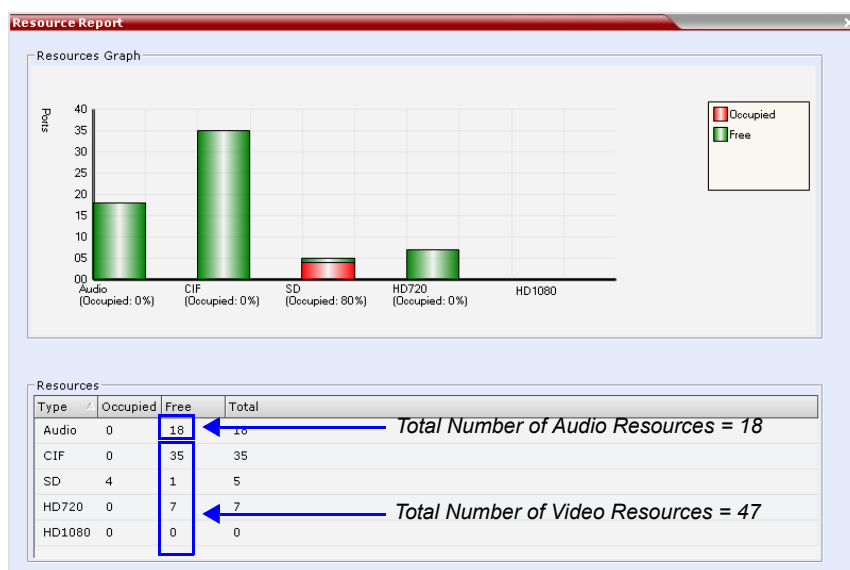 Resource Report
x
Resources Graph
Ports
40
35
30
25
20
15
10
05
00
Occupied
Free
Audio
(Occupied: 0%)
CIF
(Occupied: 0%)
SD
(Occupied: 80%)
HD720
(Occupied: 0%)
HD1080
Resources
Type Occupied Free Total
Audio 0 18 18 Total Number of Audio Resources = 18
CIF 0 35 35
SD 4 1 5
HD720 0 7 7 Total Number of Video Resources = 47
HD1080 0 0 0